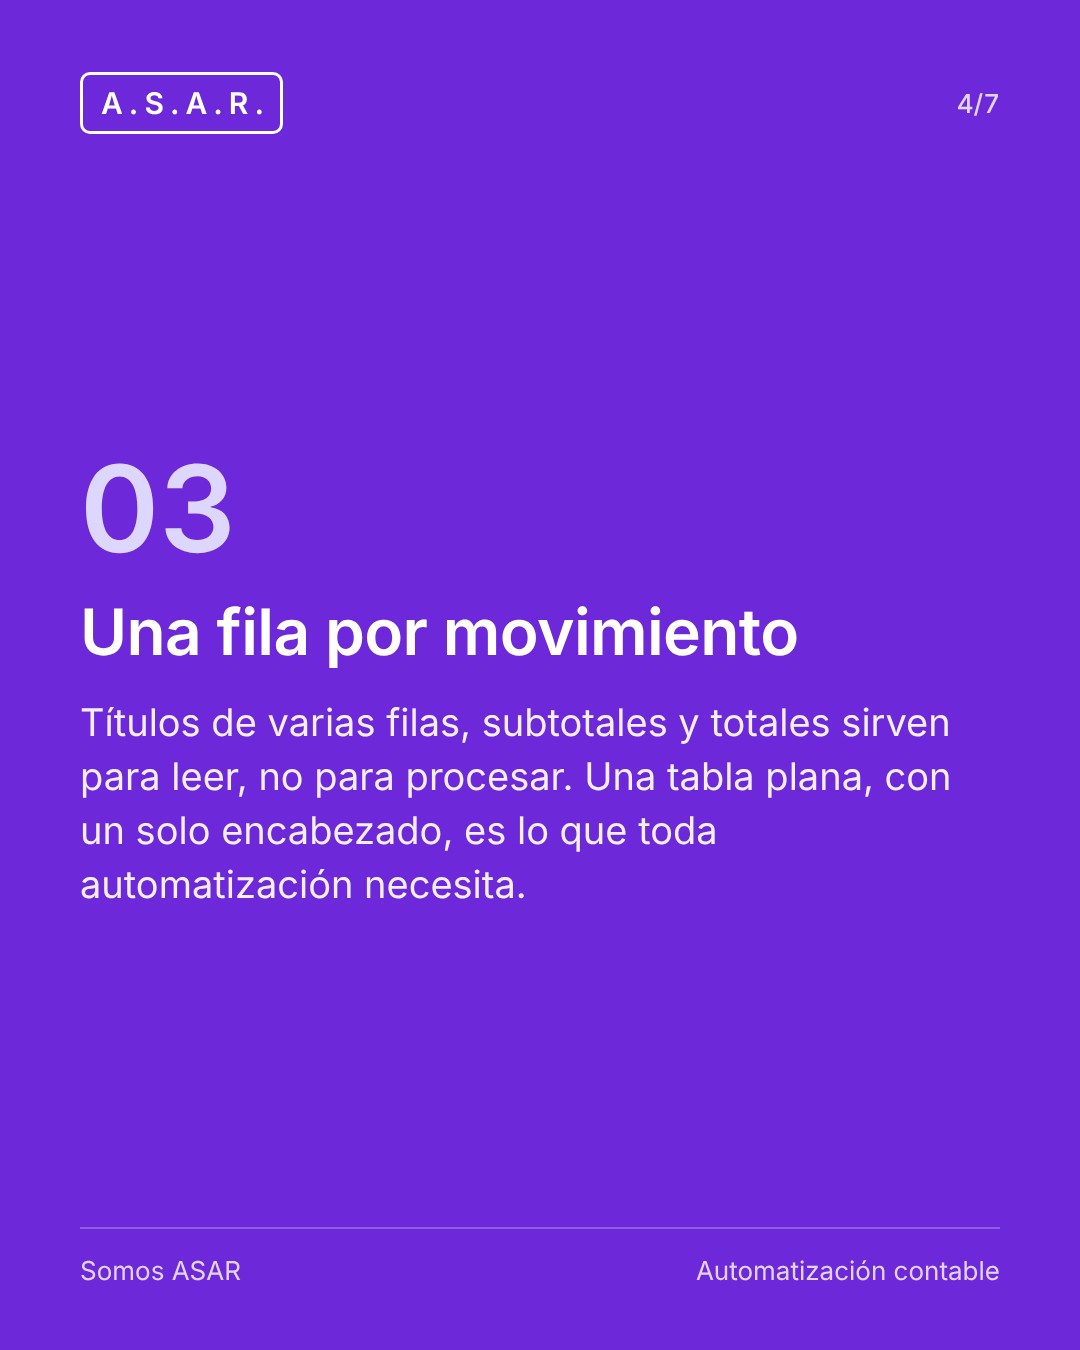 A.S.A.R.
4/7
03
Una fila por movimiento
Títulos de varias filas, subtotales y totales sirven
para leer, no para procesar. Una tabla plana, con
un solo encabezado, es lo que toda
automatización necesita.
Somos ASAR
Automatización contable